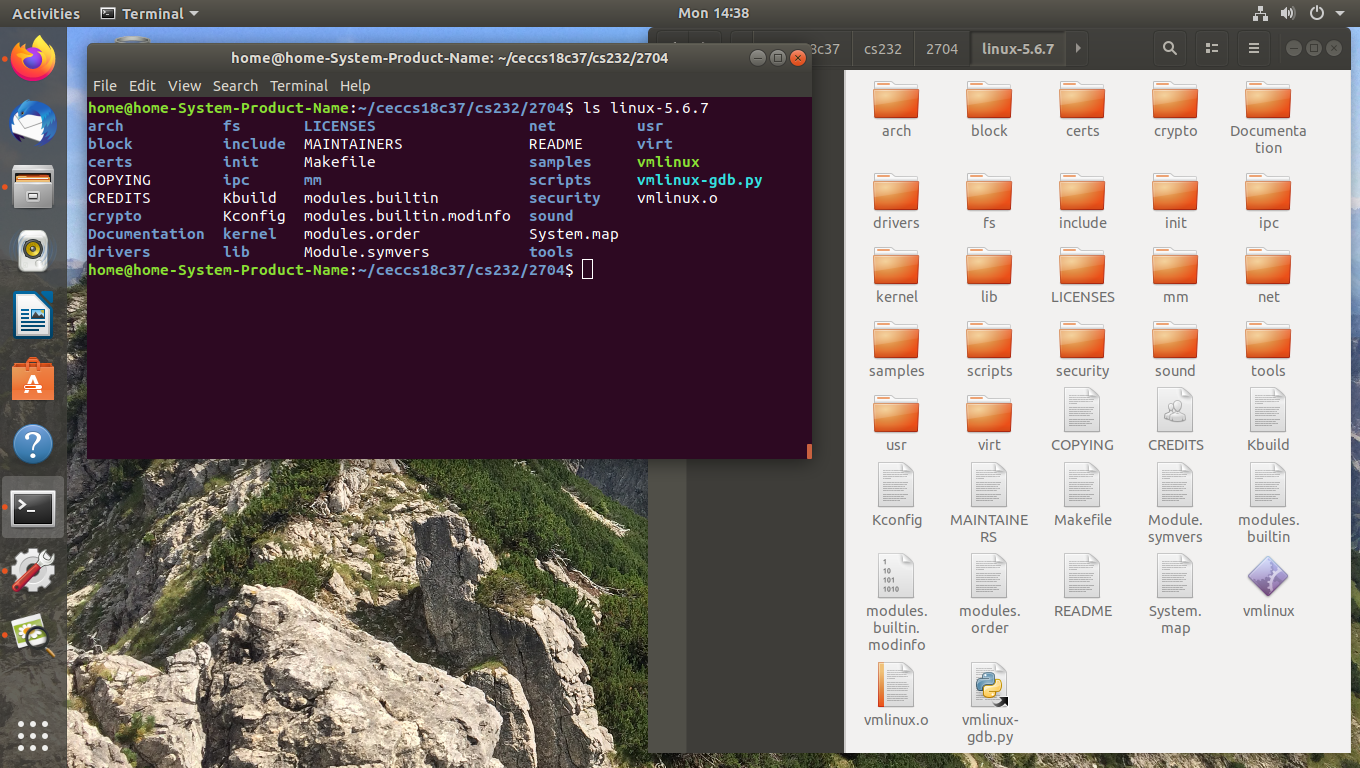 Activities Terminal Mon 14:38
home@home-System-Product-Name: ~/ceccs18c37/cs232/2704
File Edit View Search Terminal Help
home@home-System-Product-Name:~/ceccs18c37/cs232/2704$ ls linux-5.6.7
arch fs LICENSES net usr
block include MAINTAINERS README virt
certs init Makefile samples vmlinux
COPYING ipc mm scripts vmlinux-gdb.py
CREDITS Kbuild modules.builtin security vmlinux.o
crypto Kconfig modules.builtin.modinfo sound
Documentation kernel modules.order System.map
drivers lib Module.symvers tools
home@home-System-Product-Name:~/ceccs18c37/cs232/2704$
cs232 2704 linux-5.6.7
arch block certs crypto Documenta
tion
drivers fs include init ipc
kernel lib LICENSES mm net
samples scripts security sound tools
usr virt COPYING CREDITS Kbuild
Kconfig MAINTAINE Makefile Module. modules.
RS symvers builtin
modules. modules. README System. vmlinux
builtin. order map
modinfo
vmlinux.o vmlinux-
gdb.py